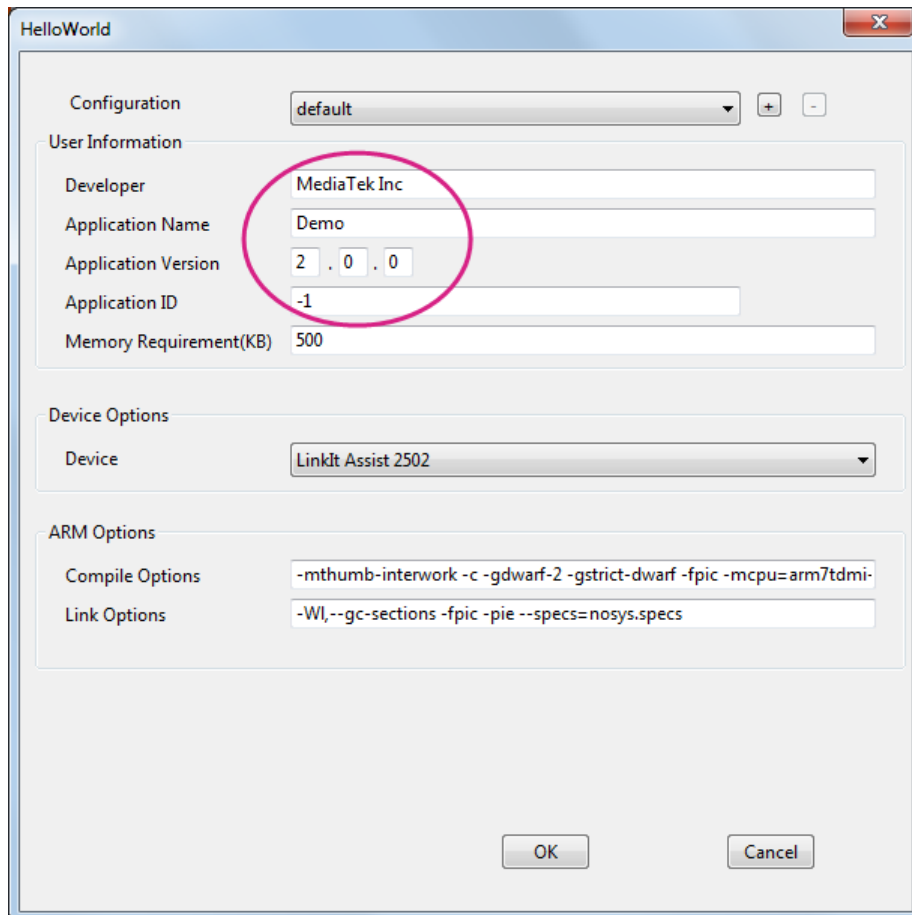 HelloWorld
Configuration default + -
User Information
Developer MediaTek Inc
Application Name Demo
Application Version 2 . 0 . 0
Application ID -1
Memory Requirement(KB) 500
Device Options
Device LinkIt Assist 2502
ARM Options
Compile Options -mthumb-interwork -c -gdwarf-2 -gstrict-dwarf -fpic -mcpu=arm7tdmi-
Link Options -Wl,--gc-sections -fpic -pie --specs=nosys.specs
OK Cancel